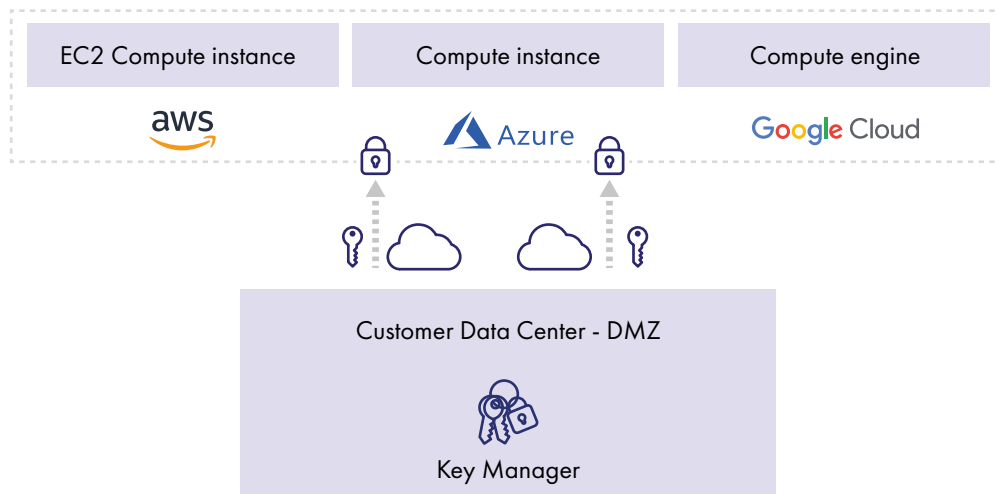 EC2 Compute instance
Compute instance
Compute engine
aws
Azure
Google Cloud
Customer Data Center - DMZ
Key Manager